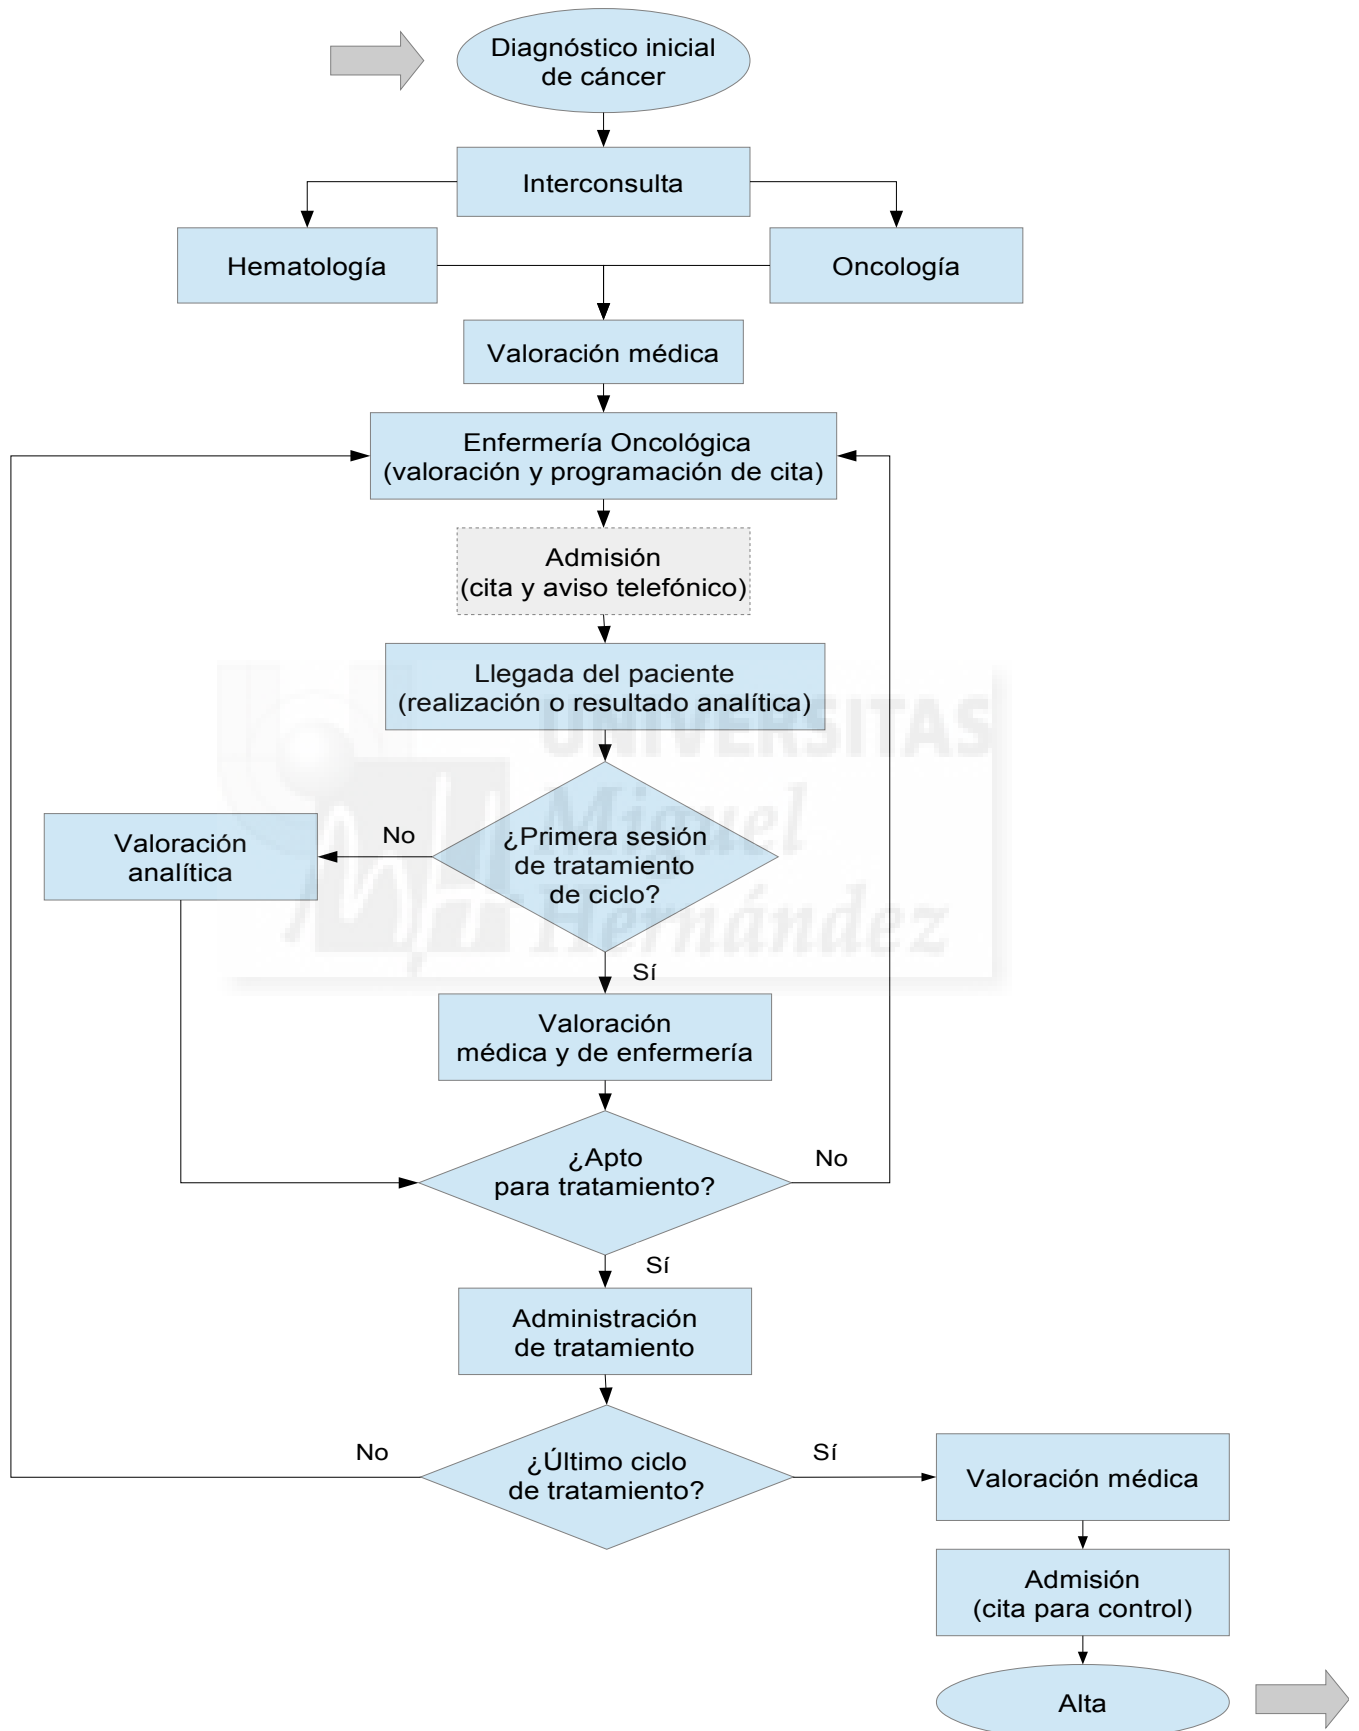 Diagnóstico inicial
de cáncer
Interconsulta
Hematología
Oncología
Valoración médica
Enfermería Oncológica
(valoración y programación de cita)
Admisión
(cita y aviso telefónico)
Llegada del paciente
(realización o resultado analítica)
UNIVERSITAS
Miguel
Hernández
¿Primera sesión
de tratamiento
de ciclo?
No
Valoración
analítica
Sí
Valoración
médica y de enfermería
¿Apto
para tratamiento?
No
Sí
Administración
de tratamiento
¿Último ciclo
de tratamiento?
No
Sí
Valoración médica
Admisión
(cita para control)
Alta